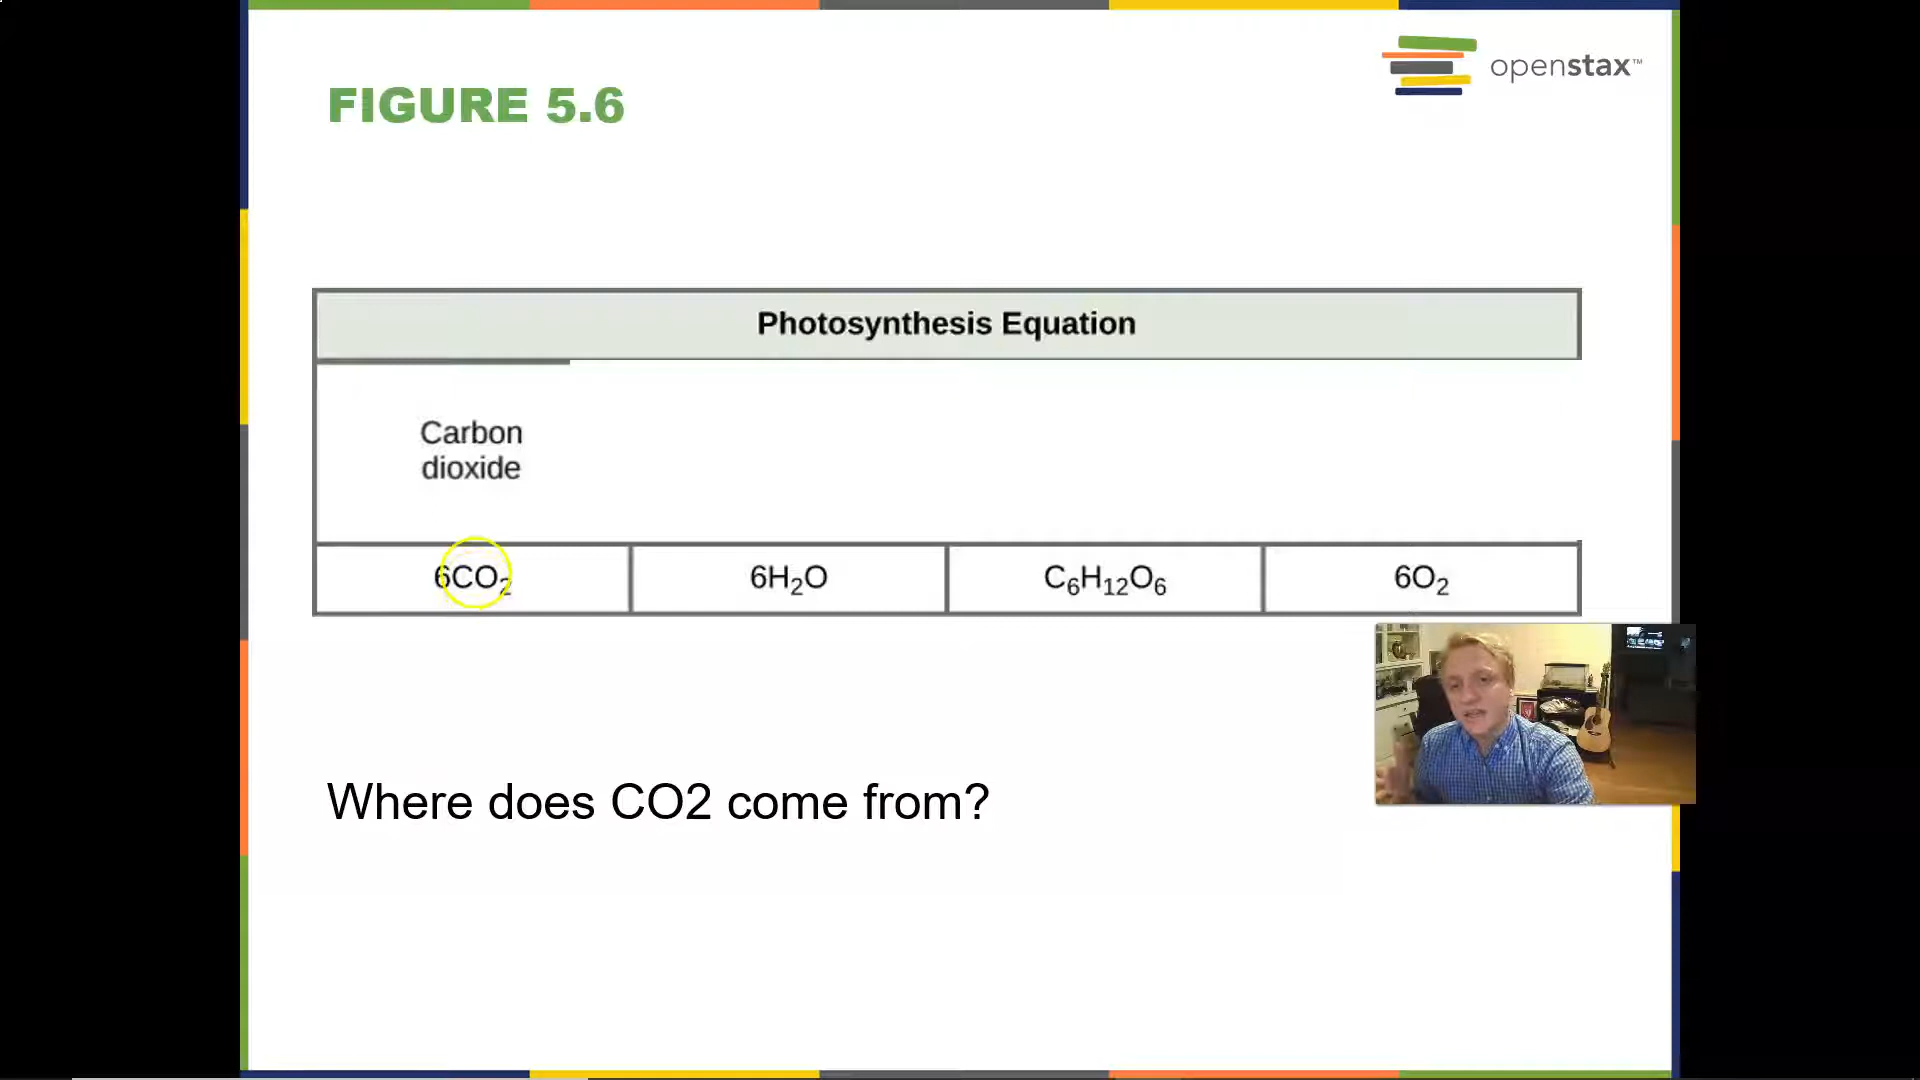 openstax™
FIGURE 5.6
Photosynthesis Equation
Carbon
dioxide
6CO₂ 6H₂O C₆H₁₂O₆ 6O₂
Where does CO2 come from?